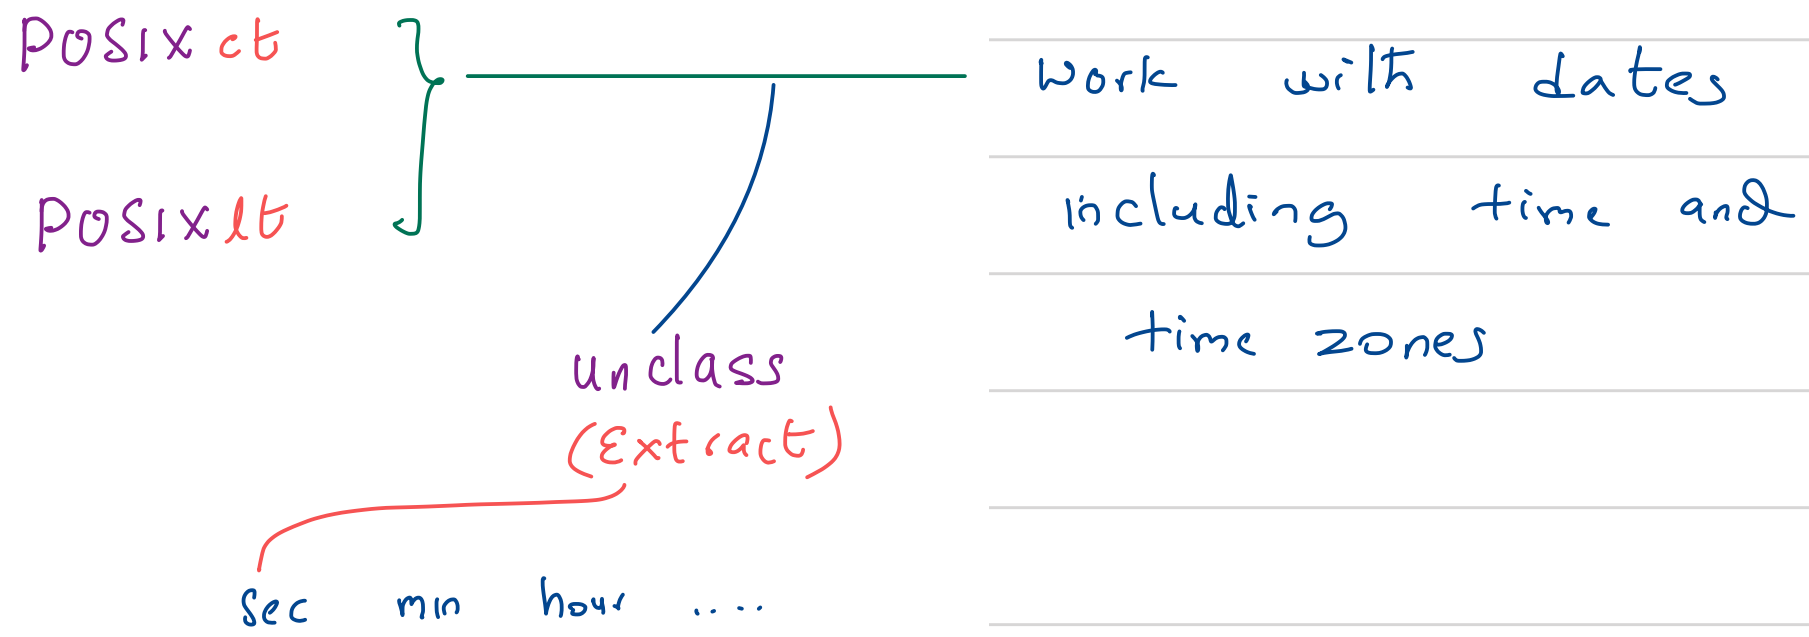 POSIXct
work with dates
POSIXlt
including time and
time zones
unclass
(Extract)
sec min hour ....